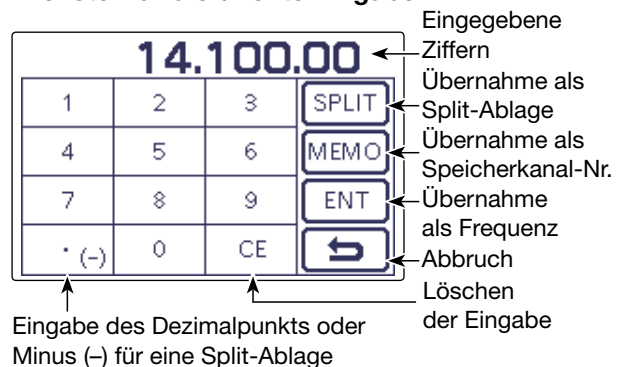 14.100.00
Eingegebene
Ziffern
1 2 3 SPLIT
Übernahme als
Split-Ablage
4 5 6 MEMO
Übernahme als
Speicherkanal-Nr.
7 8 9 ENT
Übernahme
als Frequenz
· (–) 0 CE
Abbruch
Löschen
der Eingabe
Eingabe des Dezimalpunkts oder
Minus (–) für eine Split-Ablage